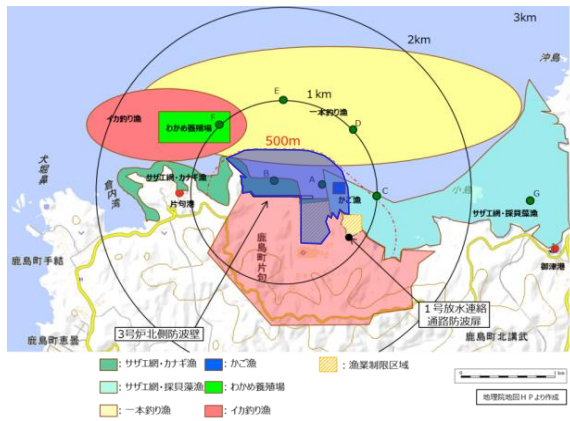 3km
2km
沖島
E
1km
イカ釣り漁
F
一本釣り漁
D
わかめ養殖場
500m
大堀鼻
サザエ網・カナギ漁
倉内湾
B
A
C
小島
かご漁
G
片句港
サザエ網・採貝藻漁
鹿島町手結
鹿島町片句
御津港
3号炉北側防波壁
1号放水連絡
通路防波扉
鹿島町恵曇
鹿島町北講武
：サザエ網・カナギ漁
：かご漁
：漁業制限区域
：サザエ網・採貝藻漁
：わかめ養殖場
：一本釣り漁
：イカ釣り漁
地理院地図HPより作成